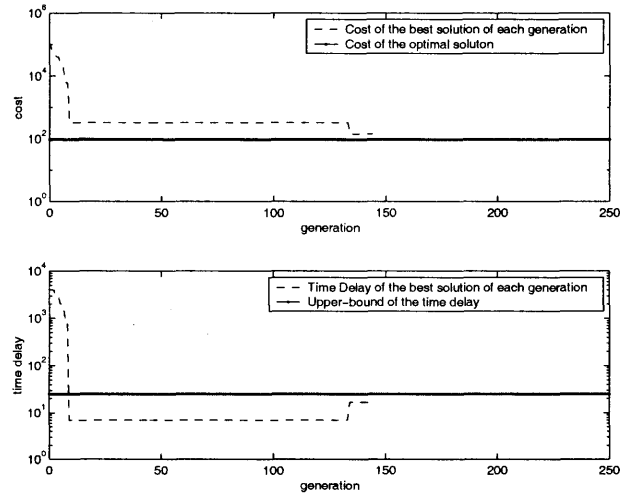 10^6
10^4
10^2
10^0
cost
Cost of the best solution of each generation
Cost of the optimal soluton
0 50 100 150 200 250
generation
10^4
10^3
10^2
10^1
10^0
time delay
Time Delay of the best solution of each generation
Upper-bound of the time delay
0 50 100 150 200 250
generation